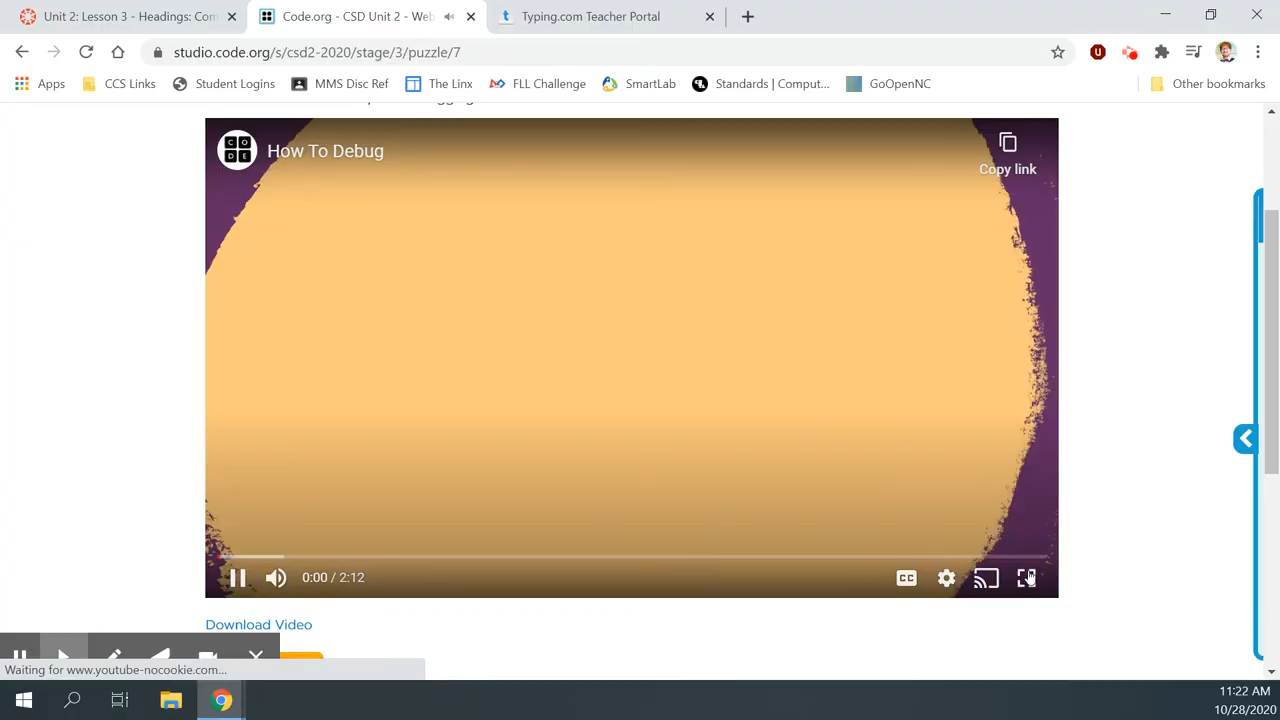 Unit 2: Lesson 3 - Headings: Com
Code.org - CSD Unit 2 - Web
Typing.com Teacher Portal
studio.code.org/s/csd2-2020/stage/3/puzzle/7
Apps
CCS Links
Student Logins
MMS Disc Ref
The Linx
FLL Challenge
SmartLab
Standards | Comput...
GoOpenNC
Other bookmarks
CO
DE
How To Debug
Copy link
0:00 / 2:12
CC
Download Video
Waiting for www.youtube-nocookie.com...
11:22 AM
10/28/2020